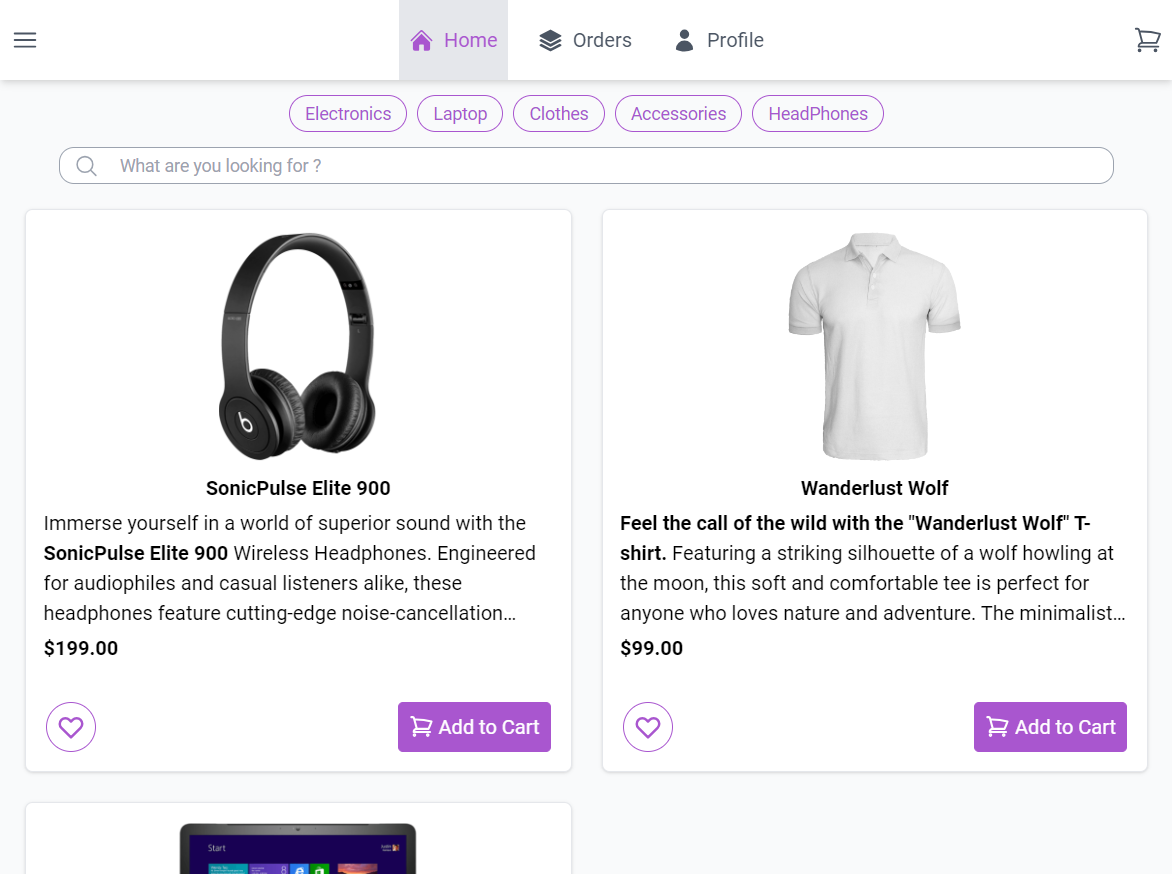 Home Orders Profile
Electronics Laptop Clothes Accessories HeadPhones
What are you looking for ?
b
SonicPulse Elite 900
Immerse yourself in a world of superior sound with the
SonicPulse Elite 900 Wireless Headphones. Engineered
for audiophiles and casual listeners alike, these
headphones feature cutting-edge noise-cancellation…
$199.00
Add to Cart
Wanderlust Wolf
Feel the call of the wild with the "Wanderlust Wolf" T-
shirt. Featuring a striking silhouette of a wolf howling at
the moon, this soft and comfortable tee is perfect for
anyone who loves nature and adventure. The minimalist…
$99.00
Add to Cart
Start